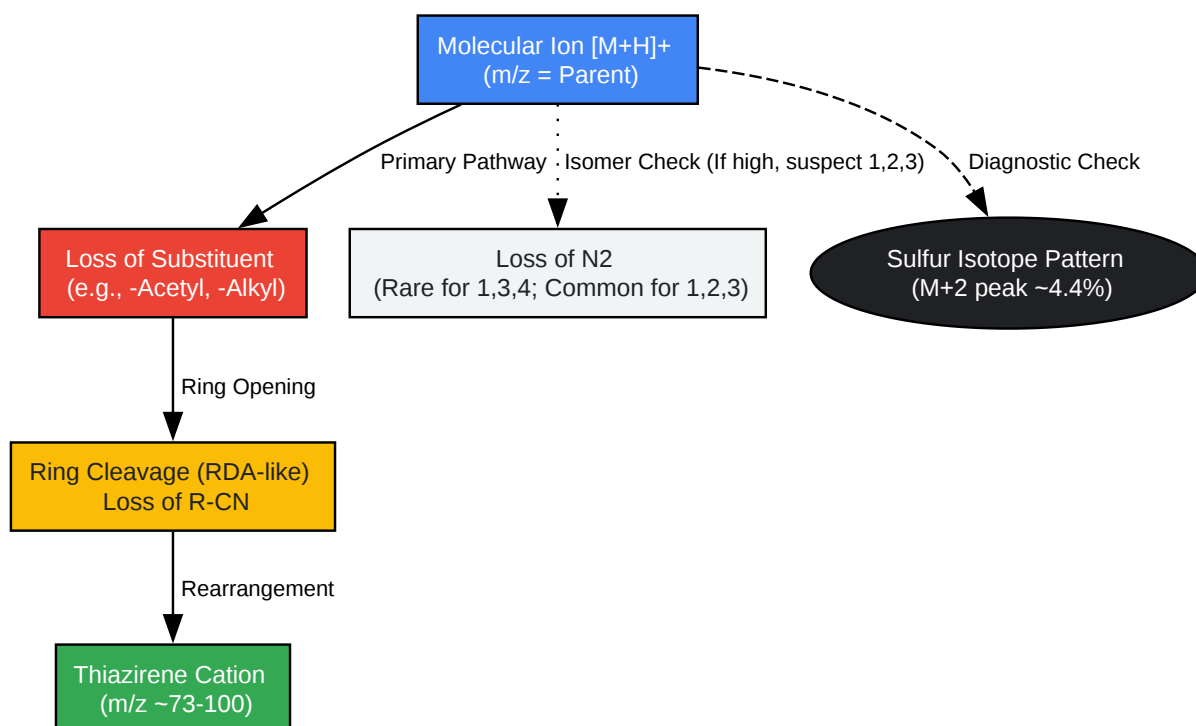 Molecular Ion [M+H]+
(m/z = Parent)
Primary Pathway
Isomer Check (If high, suspect 1,2,3)
Diagnostic Check
Loss of Substituent
(e.g., -Acetyl, -Alkyl)
Loss of N2
(Rare for 1,3,4; Common for 1,2,3)
Sulfur Isotope Pattern
(M+2 peak ~4.4%)
Ring Opening
Ring Cleavage (RDA-like)
Loss of R-CN
Rearrangement
Thiazirene Cation
(m/z ~73-100)